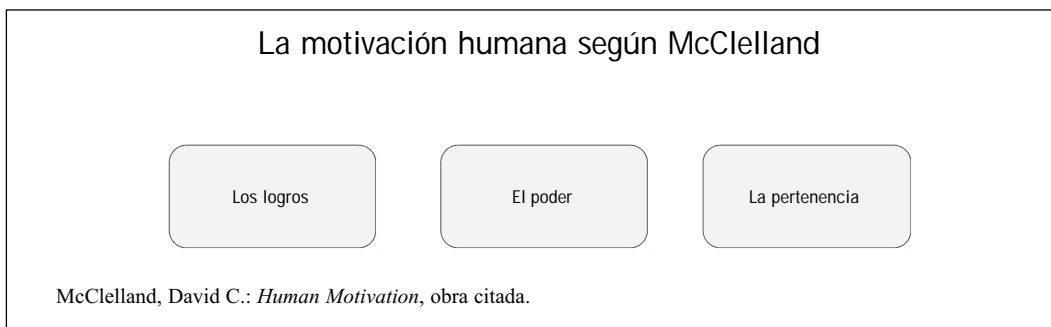 La motivación humana según McClelland
Los logros
El poder
La pertenencia
McClelland, David C.: Human Motivation, obra citada.